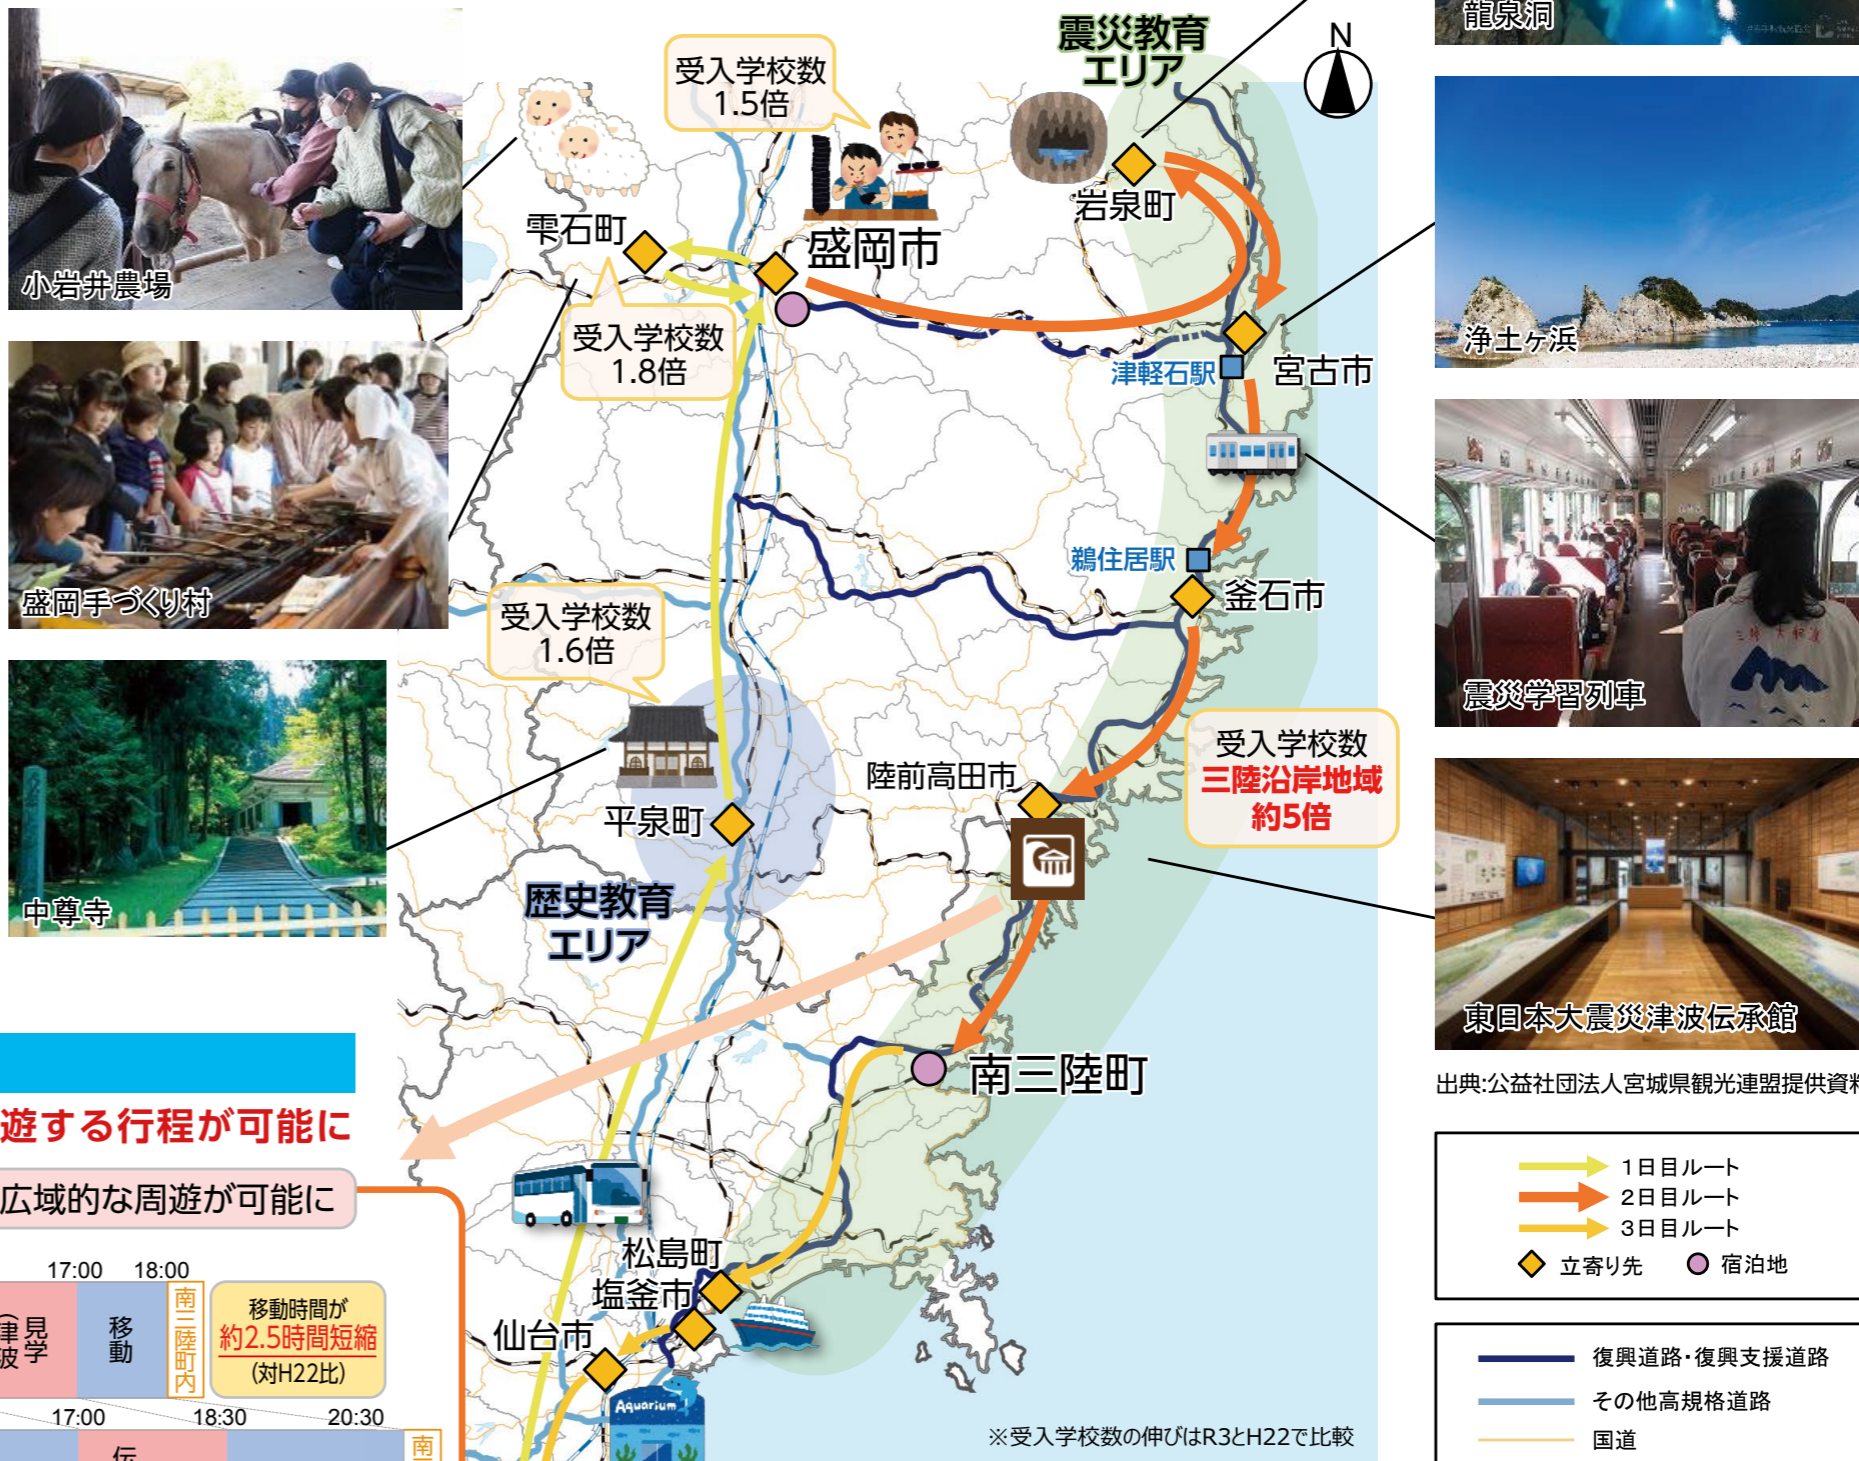 小岩井農場
盛岡手づくり村
中尊寺
震災教育
エリア
N
受入学校数
1.5倍
岩泉町
雫石町
盛岡市
受入学校数
1.8倍
津軽石駅
宮古市
鵜住居駅
釜石市
受入学校数
1.6倍
受入学校数
三陸沿岸地域
約5倍
陸前高田市
平泉町
歴史教育
エリア
南三陸町
松島町
塩釜市
仙台市
Aquarium
※受入学校数の伸びはR3とH22で比較
龍泉洞
浄土ヶ浜
震災学習列車
三陸
東日本大震災津波伝承館
出典:公益社団法人宮城県観光連盟提供資料
1日目ルート
2日目ルート
3日目ルート
立寄り先 宿泊地
復興道路・復興支援道路
その他高規格道路
国道
遊する行程が可能に
広域的な周遊が可能に
17:00 18:00
見学
(津波
移動
南三陸町内
移動時間が
約2.5時間短縮
(対H22比)
17:00 18:30 20:30
伝
南